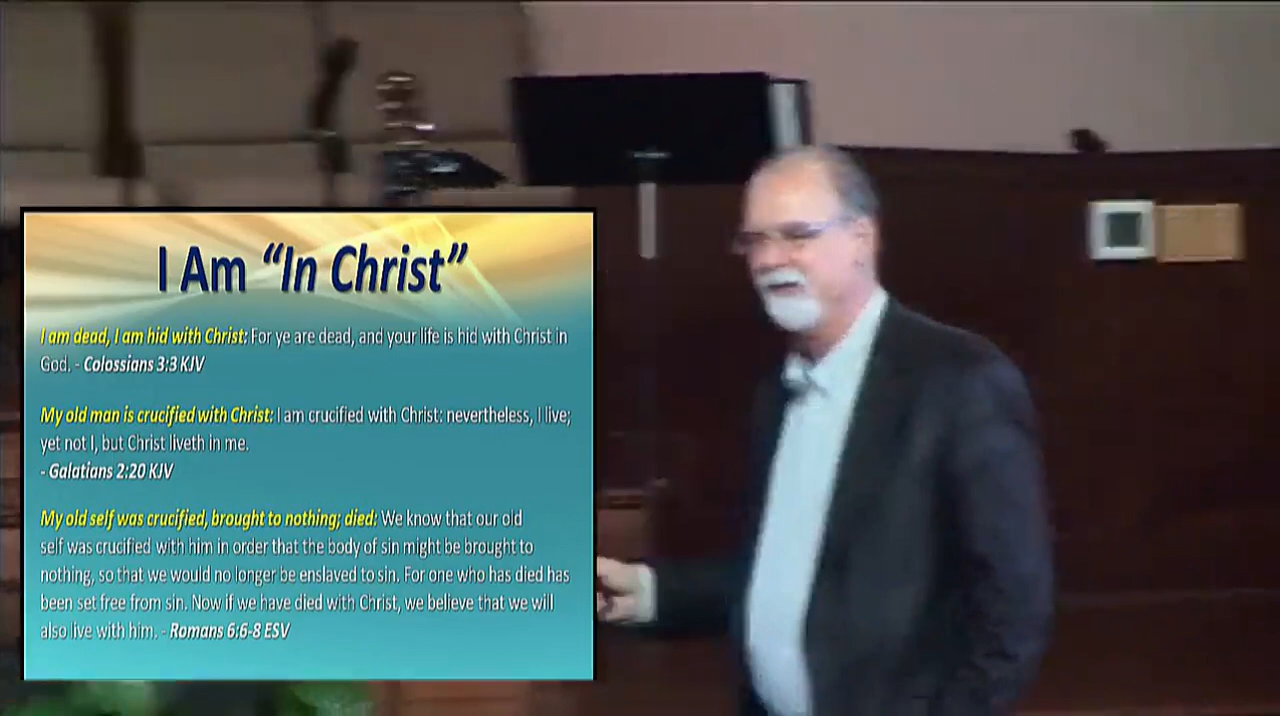 I Am “In Christ”
I am dead, I am hid with Christ: For ye are dead, and your life is hid with Christ in
God. - Colossians 3:3 KJV
My old man is crucified with Christ: I am crucified with Christ: nevertheless, I live;
yet not I, but Christ liveth in me.
- Galatians 2:20 KJV
My old self was crucified, brought to nothing; died: We know that our old
self was crucified with him in order that the body of sin might be brought to
nothing, so that we would no longer be enslaved to sin. For one who has died has
been set free from sin. Now if we have died with Christ, we believe that we will
also live with him. - Romans 6:6-8 ESV